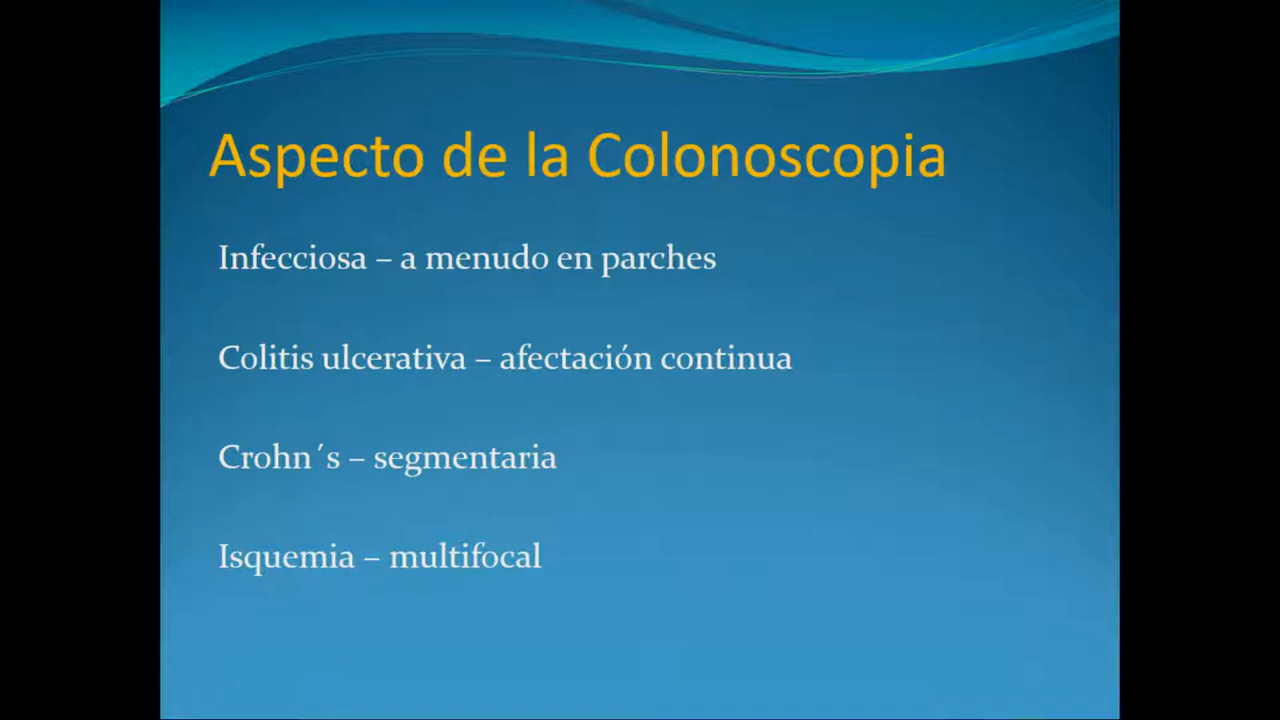 Aspecto de la Colonoscopia
Infecciosa – a menudo en parches
Colitis ulcerativa – afectación continua
Crohn´s – segmentaria
Isquemia – multifocal